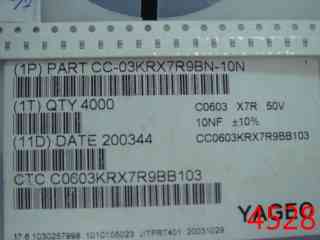 (1P) PART CC-03KRX7R9BN-10N
(1T) QTY 4000
C0603 X7R 50V
10NF ±10%
(11D) DATE 200344
CC0603KRX7R9BB103
CTC C0603KRX7R9BB103
YAGEO
4528
20031029